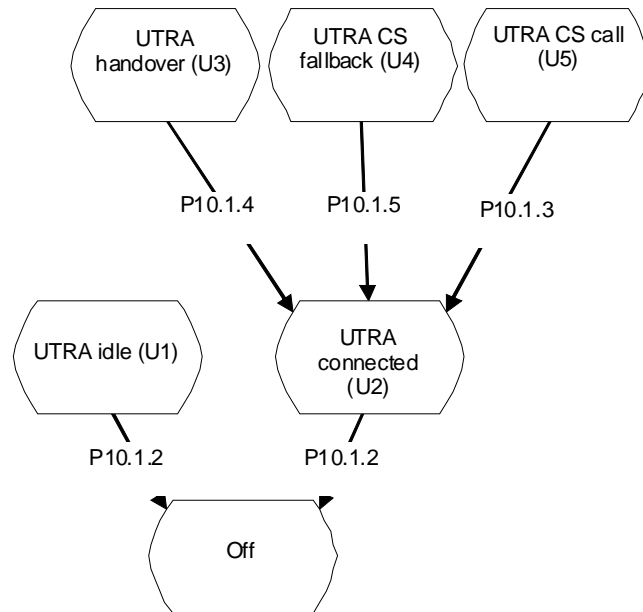 UTRA
handover (U3)
UTRA CS
fallback (U4)
UTRA CS call
(U5)
P10.1.4
P10.1.5
P10.1.3
UTRA idle (U1)
UTRA
connected
(U2)
P10.1.2
P10.1.2
Off